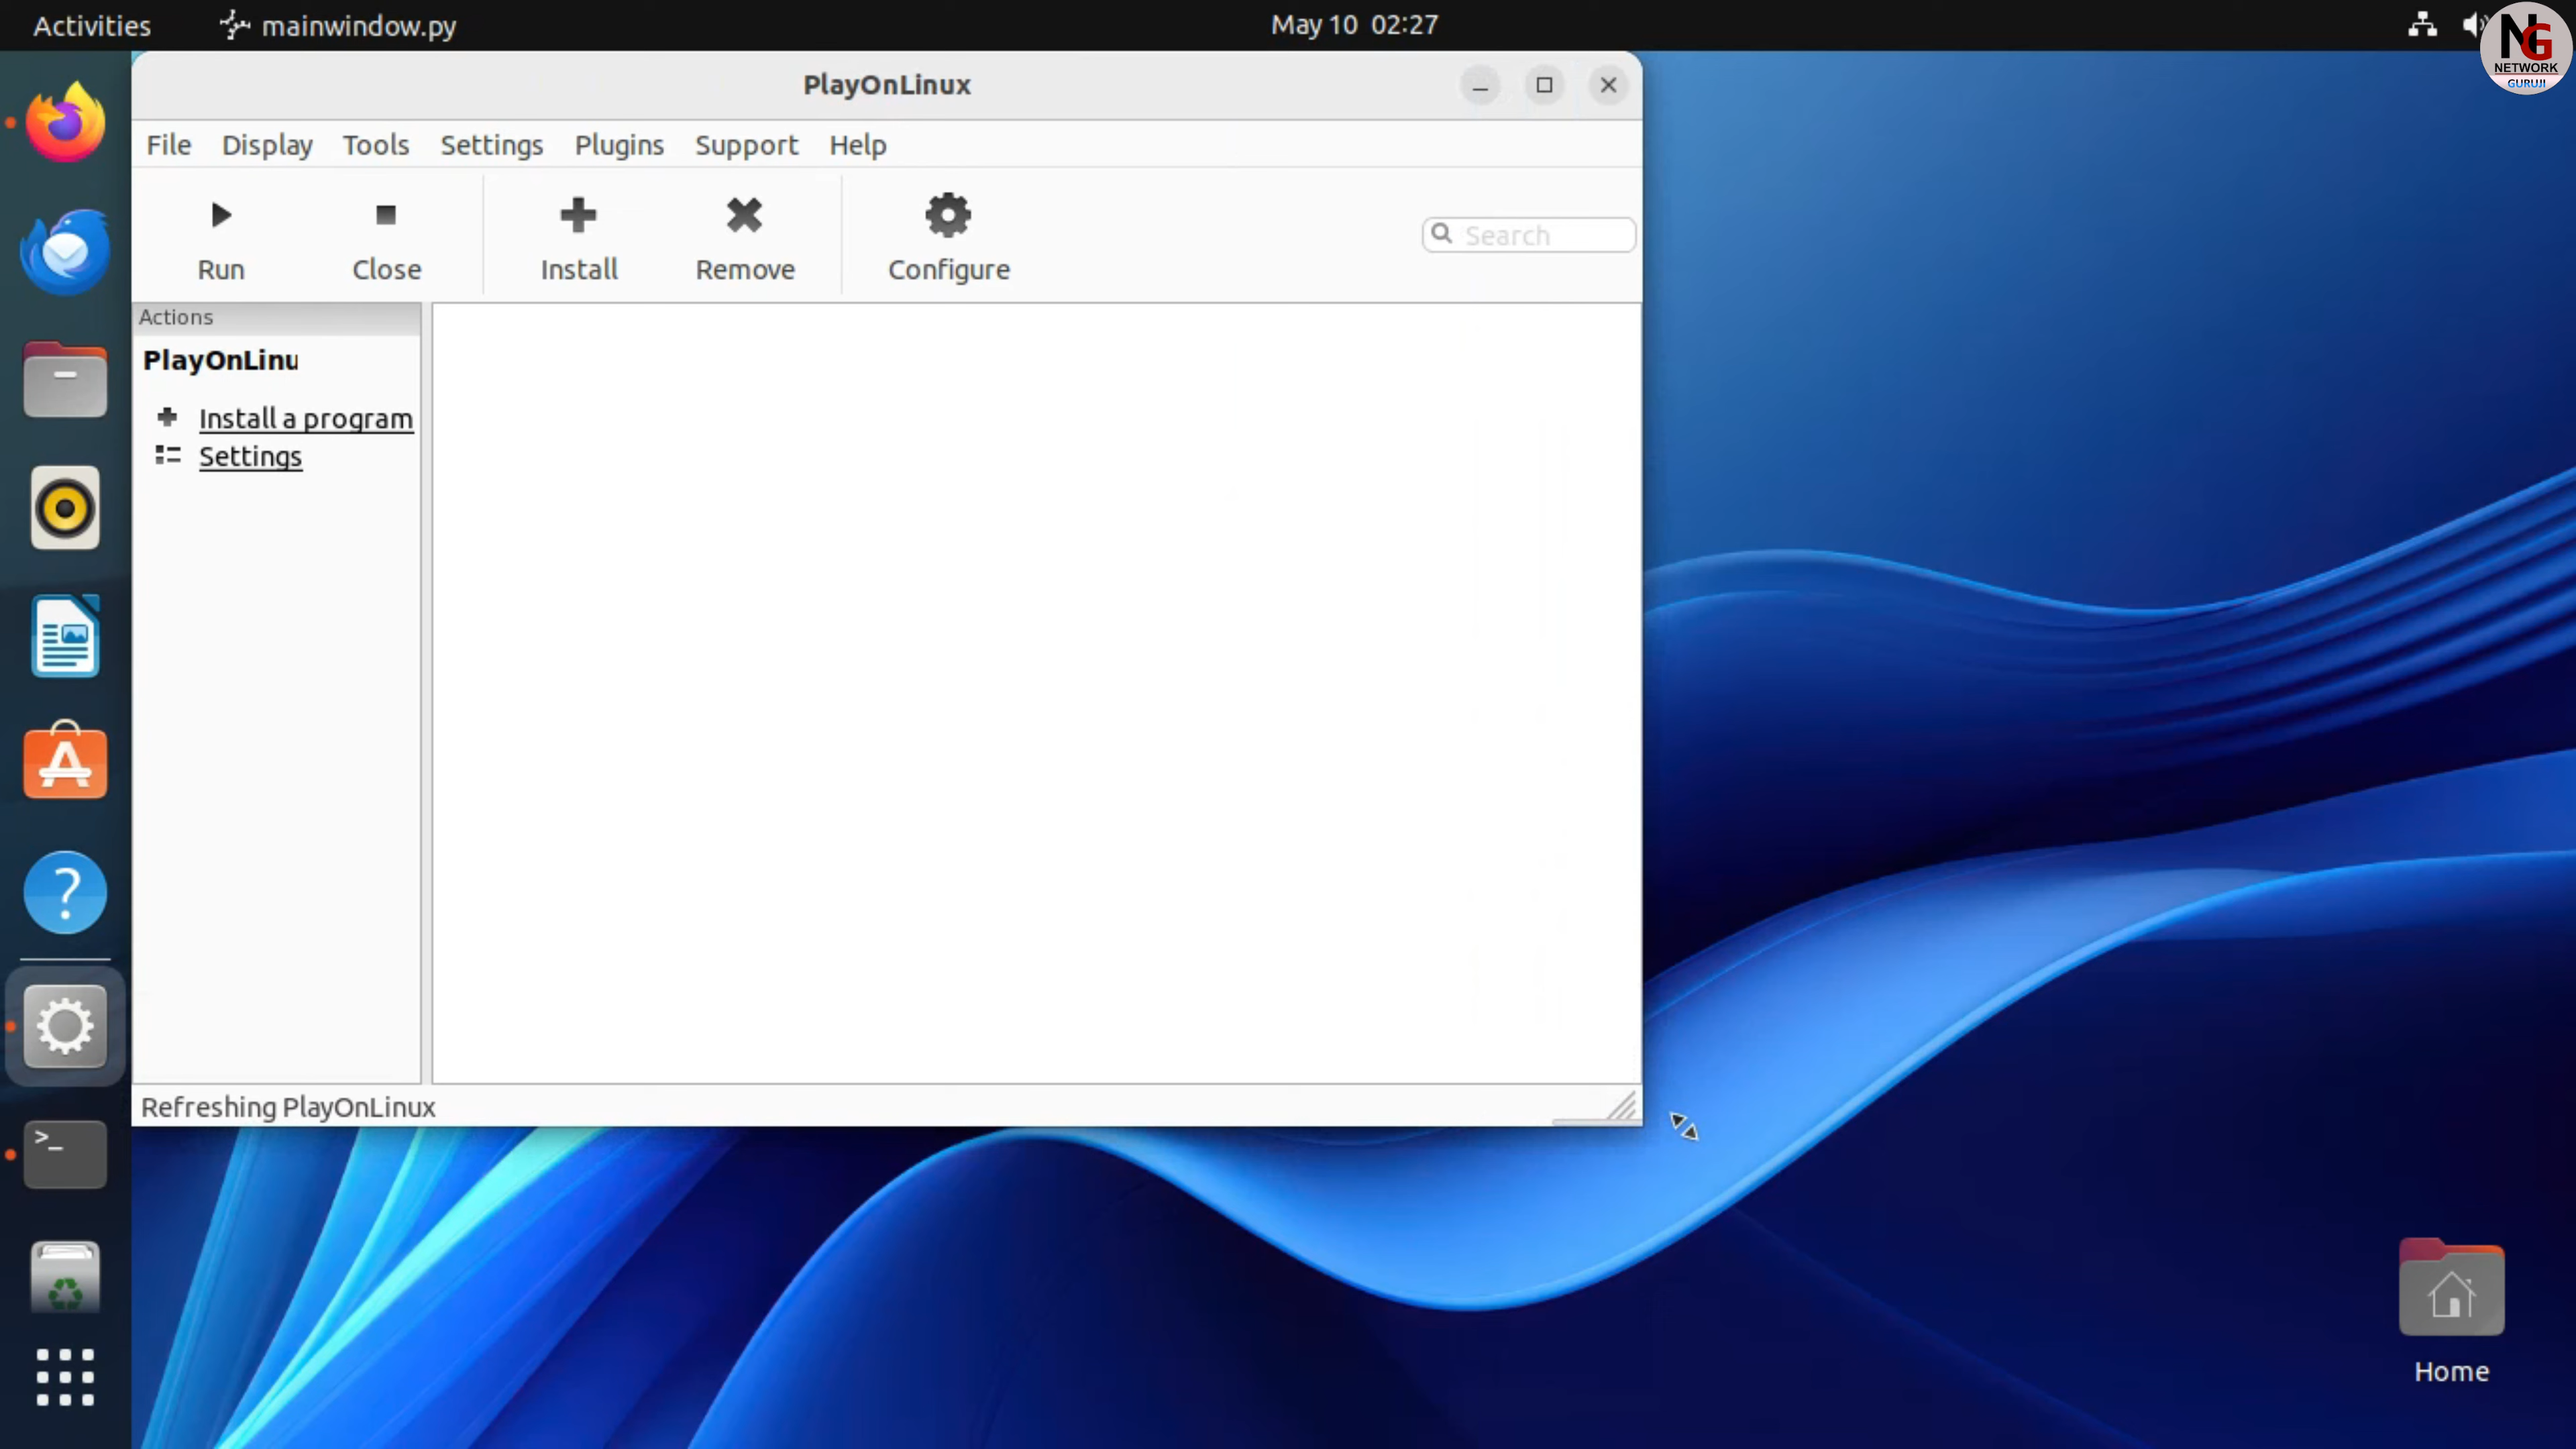 Activities mainwindow.py May 10 02:27
NG
NETWORK
GURUJI
PlayOnLinux
File Display Tools Settings Plugins Support Help
Search
Run Close Install Remove Configure
Actions
PlayOnLinu
Install a program
Settings
Refreshing PlayOnLinux
Home